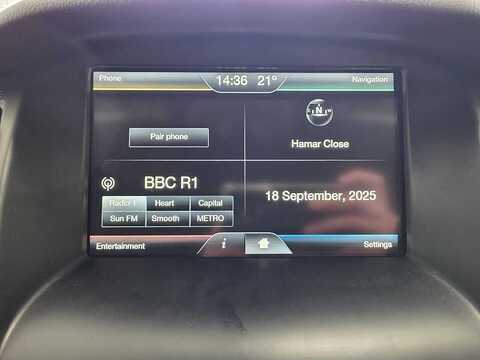 Phone
14:36 21°
Navigation
Pair phone
N
Hamar Close
BBC R1
Radio 1 Heart Capital
Sun FM Smooth METRO
18 September, 2025
Entertainment
i
Settings